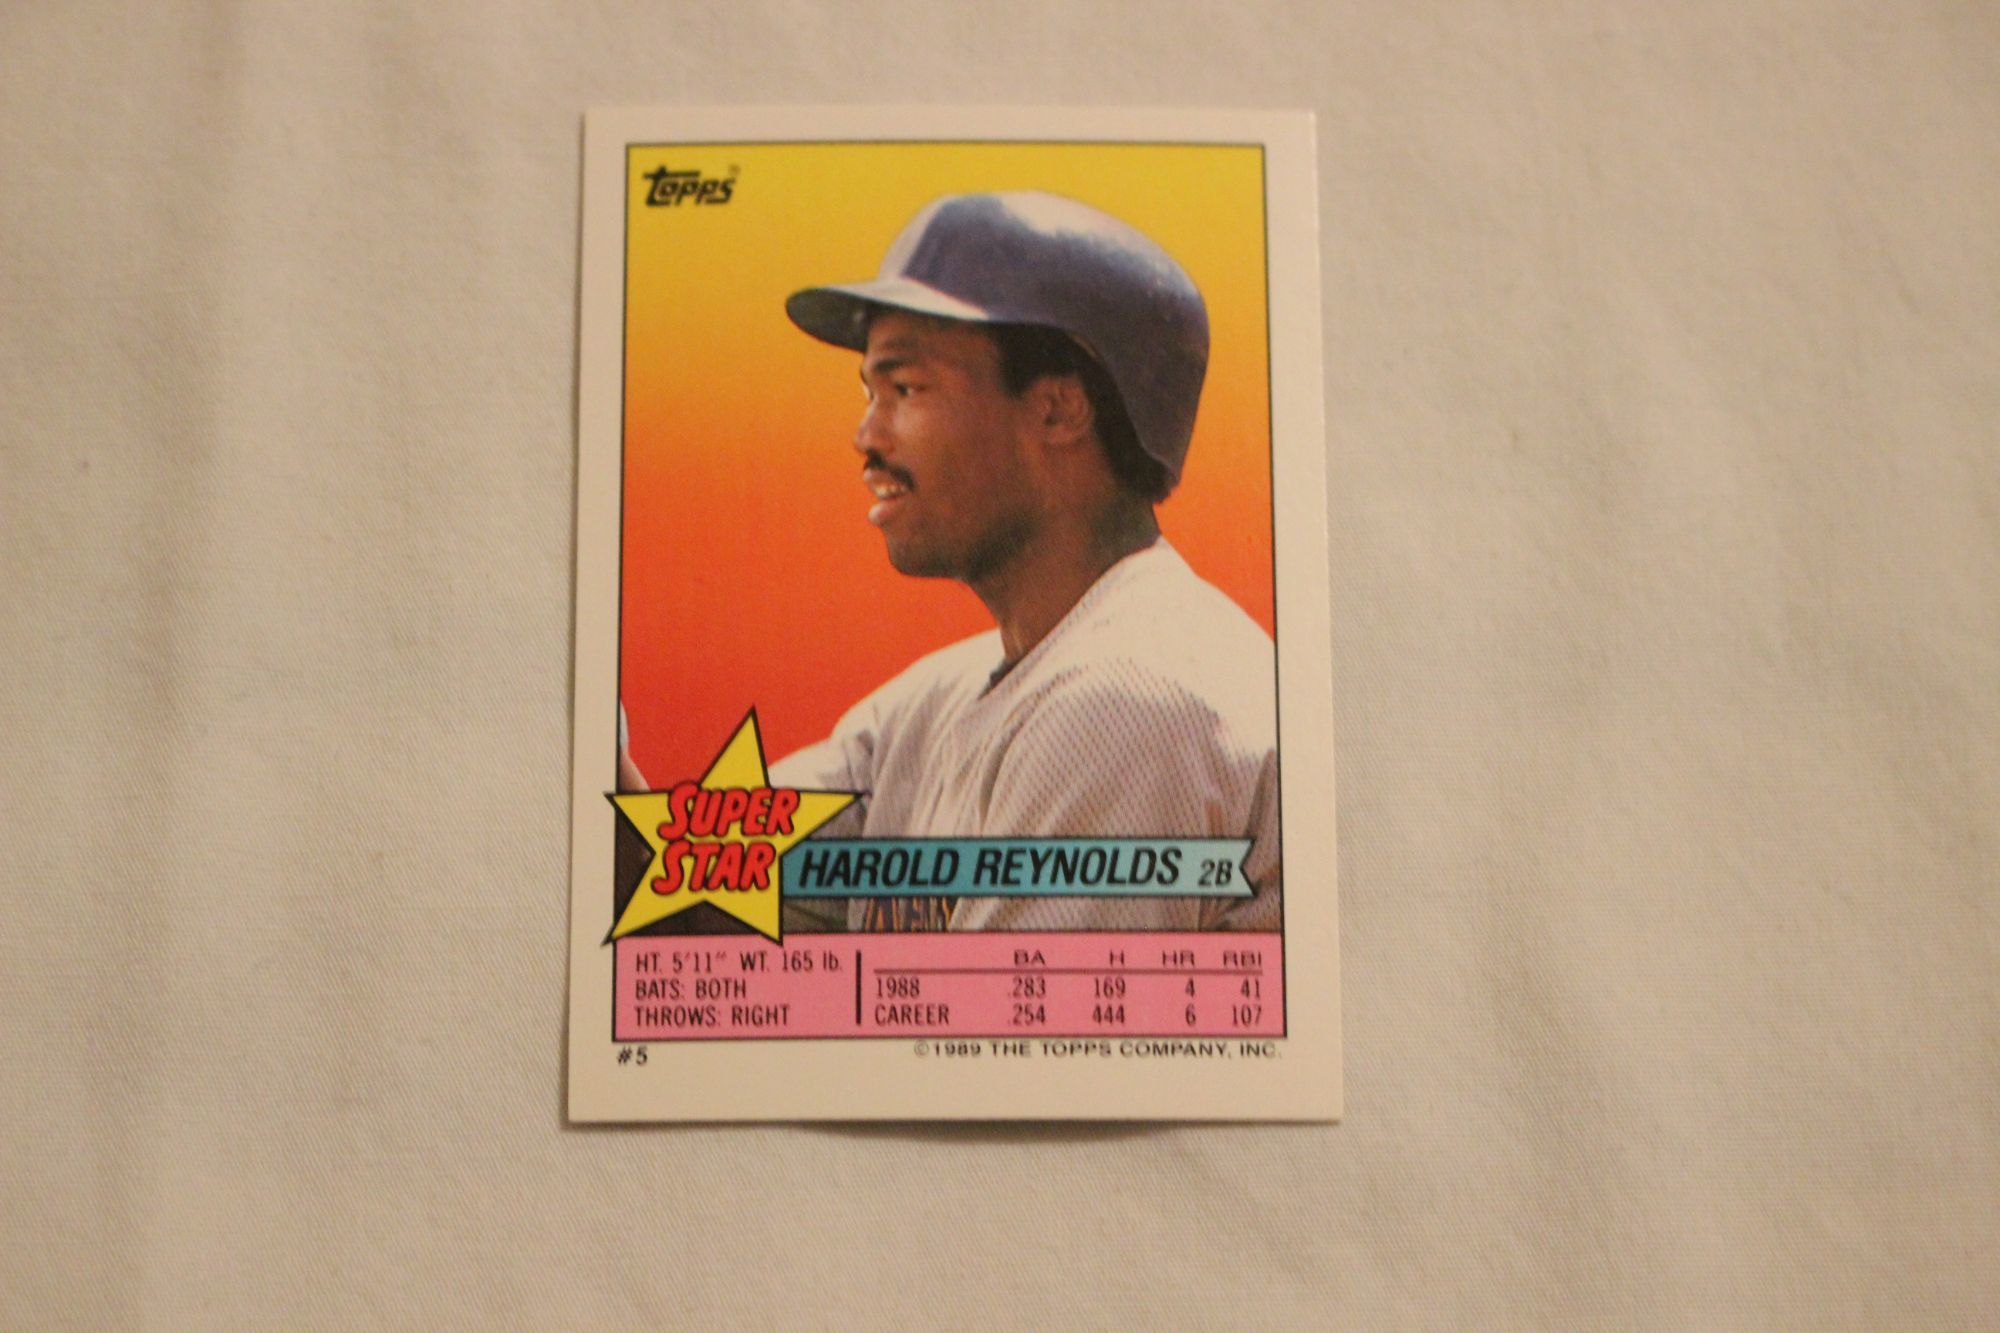 topps
SUPER
STAR
HAROLD REYNOLDS 2B
HT. 5'11" WT. 165 lb.
BATS: BOTH
THROWS: RIGHT
BA H HR RBI
1988 .283 169 4 41
CAREER .254 444 6 107
#5
©1989 THE TOPPS COMPANY, INC.